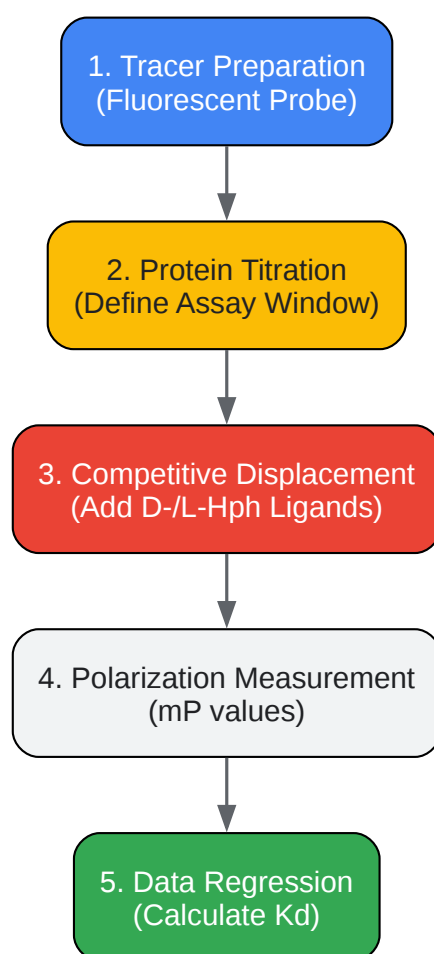 1. Tracer Preparation
(Fluorescent Probe)
2. Protein Titration
(Define Assay Window)
3. Competitive Displacement
(Add D-/L-Hph Ligands)
4. Polarization Measurement
(mP values)
5. Data Regression
(Calculate Kd)